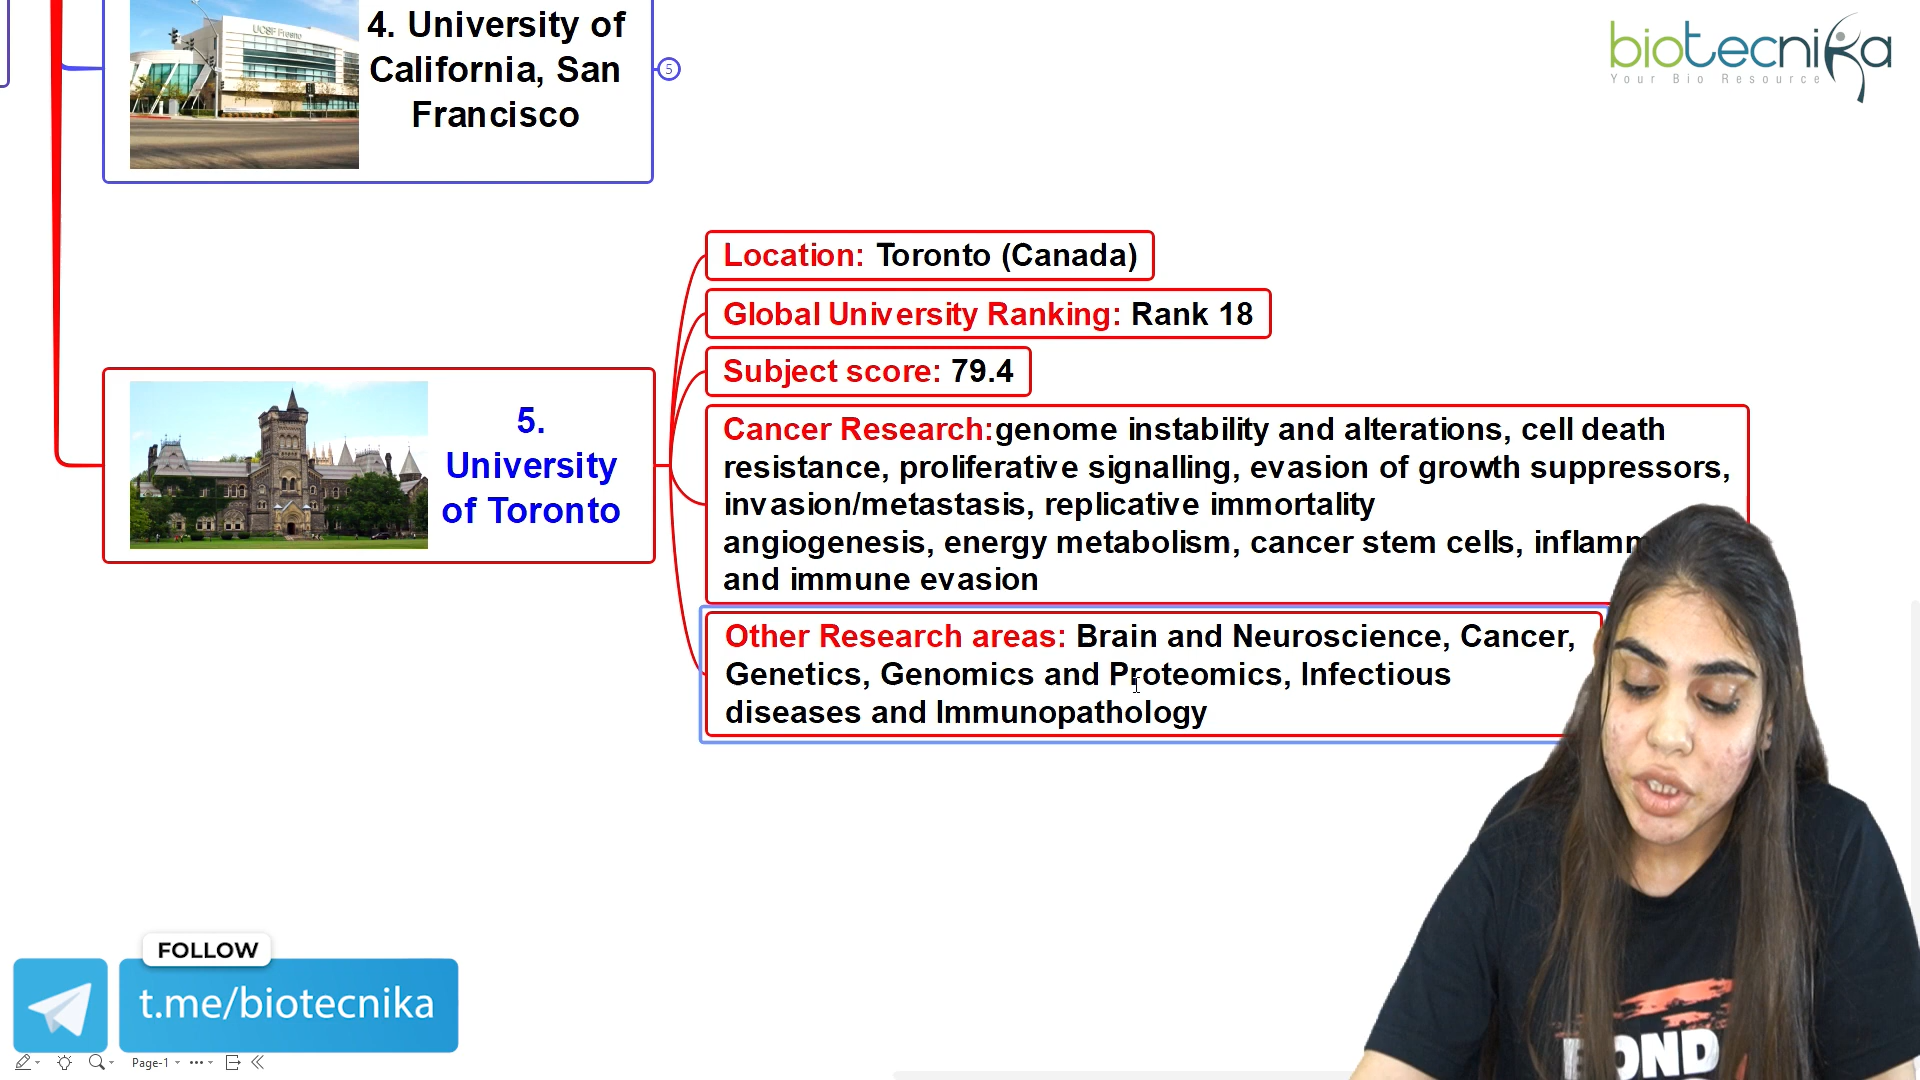 4. University of
California, San
Francisco
UCSF Fresno
5
biotecnika
Your Bio Resource
Location: Toronto (Canada)
Global University Ranking: Rank 18
Subject score: 79.4
5.
University
of Toronto
Cancer Research:genome instability and alterations, cell death
resistance, proliferative signalling, evasion of growth suppressors,
invasion/metastasis, replicative immortality
angiogenesis, energy metabolism, cancer stem cells,
and immune evasion
Other Research areas: Brain and Neuroscience, Cancer,
Genetics, Genomics and Proteomics, Infectious
diseases and Immunopathology
FOLLOW
t.me/biotecnika
Page-1